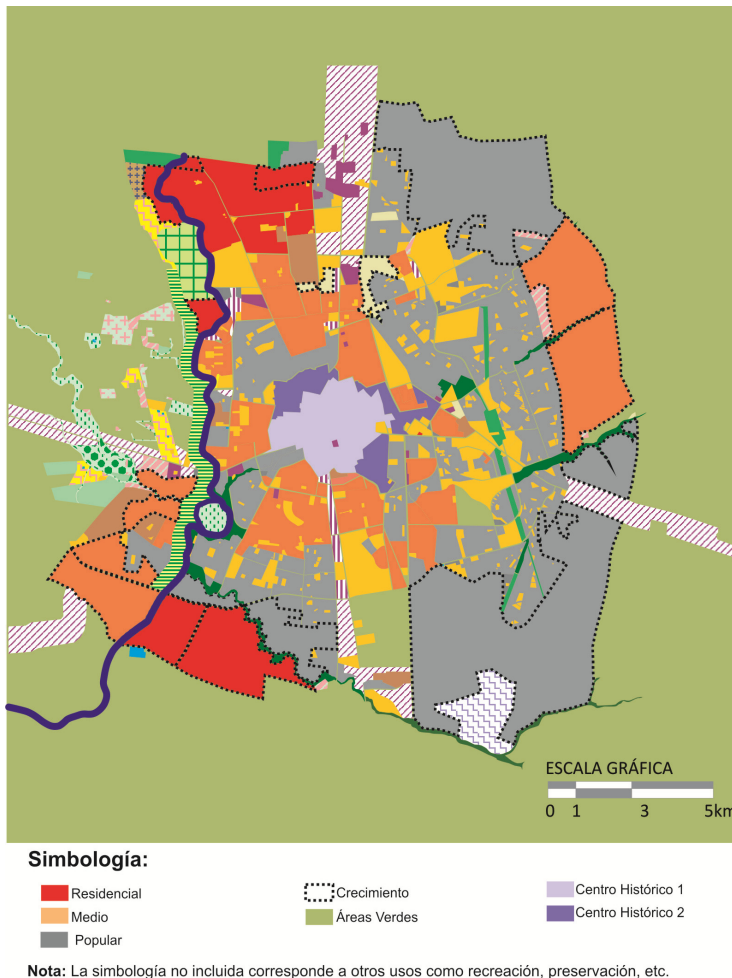 ESCALA GRÁFICA
0 1 3 5km
Simbología:
Residencial
Medio
Popular
Crecimiento
Áreas Verdes
Centro Histórico 1
Centro Histórico 2
Nota: La simbología no incluida corresponde a otros usos como recreación, preservación, etc.